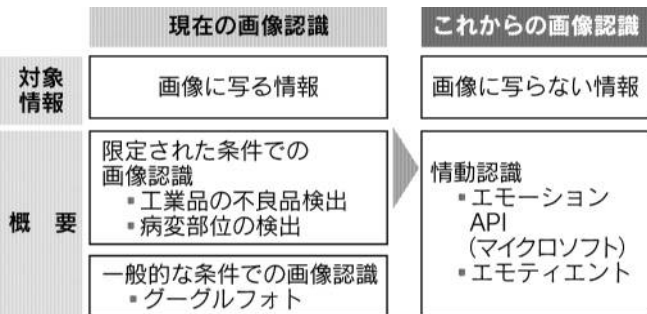 現在の画像認識
これからの画像認識
対象
情報
画像に写る情報
画像に写らない情報
概 要
限定された条件での
画像認識
▪工業品の不良品検出
▪病変部位の検出
一般的な条件での画像認識
▪グーグルフォト
情動認識
▪エモーション
API
(マイクロソフト)
▪エモティエント